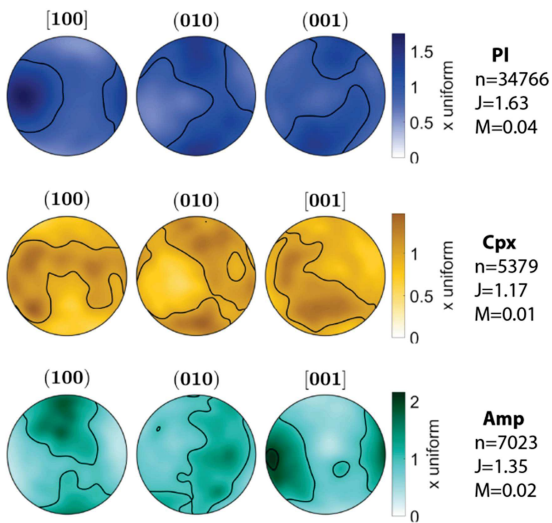 [100] (010) (001)
1.5
1
0.5
0
x uniform
Pl
n=34766
J=1.63
M=0.04
(100) (010) [001]
1
0.5
0
x uniform
Cpx
n=5379
J=1.17
M=0.01
(100) (010) [001]
2
1
0
x uniform
Amp
n=7023
J=1.35
M=0.02